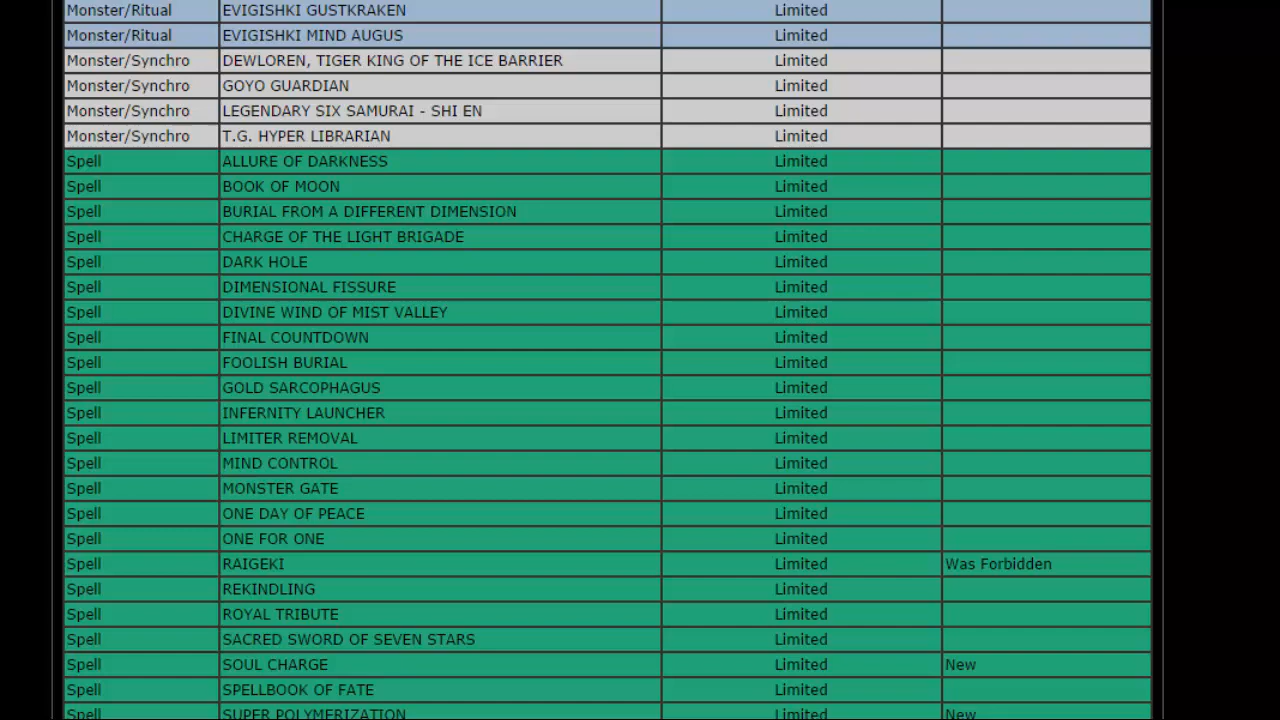 Monster/Ritual EVIGISHKI GUSTKRAKEN Limited
Monster/Ritual EVIGISHKI MIND AUGUS Limited
Monster/Synchro DEWLOREN, TIGER KING OF THE ICE BARRIER Limited
Monster/Synchro GOYO GUARDIAN Limited
Monster/Synchro LEGENDARY SIX SAMURAI - SHI EN Limited
Monster/Synchro T.G. HYPER LIBRARIAN Limited
Spell ALLURE OF DARKNESS Limited
Spell BOOK OF MOON Limited
Spell BURIAL FROM A DIFFERENT DIMENSION Limited
Spell CHARGE OF THE LIGHT BRIGADE Limited
Spell DARK HOLE Limited
Spell DIMENSIONAL FISSURE Limited
Spell DIVINE WIND OF MIST VALLEY Limited
Spell FINAL COUNTDOWN Limited
Spell FOOLISH BURIAL Limited
Spell GOLD SARCOPHAGUS Limited
Spell INFERNITY LAUNCHER Limited
Spell LIMITER REMOVAL Limited
Spell MIND CONTROL Limited
Spell MONSTER GATE Limited
Spell ONE DAY OF PEACE Limited
Spell ONE FOR ONE Limited
Spell RAIGEKI Limited Was Forbidden
Spell REKINDLING Limited
Spell ROYAL TRIBUTE Limited
Spell SACRED SWORD OF SEVEN STARS Limited
Spell SOUL CHARGE Limited New
Spell SPELLBOOK OF FATE Limited
Spell SUPER POLYMERIZATION Limited New